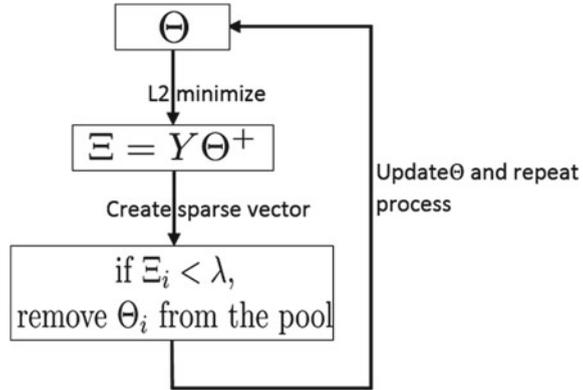 Θ
L2 minimize
Ξ = YΘ⁺
Create sparse vector
if Ξᵢ < λ,
remove Θᵢ from the pool
UpdateΘ and repeat
process